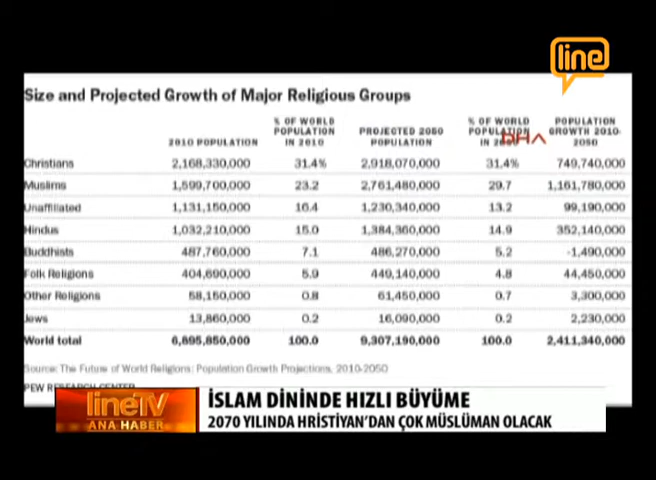 line
Size and Projected Growth of Major Religious Groups
2010 POPULATION % OF WORLD POPULATION IN 2010 PROJECTED 2050 POPULATION % OF WORLD POPULATION IN POPULATION GROWTH 2010-2050
DHA
Christians 2,168,330,000 31.4% 2,918,070,000 31.4% 749,740,000
Muslims 1,599,700,000 23.2 2,761,480,000 29.7 1,161,780,000
Unaffiliated 1,131,150,000 16.4 1,230,340,000 13.2 99,190,000
Hindus 1,032,210,000 15.0 1,384,360,000 14.9 352,140,000
Buddhists 487,760,000 7.1 486,270,000 5.2 -1,490,000
Folk Religions 404,690,000 5.9 449,140,000 4.8 44,450,000
Other Religions 58,150,000 0.8 61,450,000 0.7 3,300,000
Jews 13,860,000 0.2 16,090,000 0.2 2,230,000
World total 6,895,850,000 100.0 9,307,190,000 100.0 2,411,340,000
Source: The Future of World Religions: Population Growth Projections, 2010-2050
PEW RESEARCH CENTER
lineTV
ANA HABER
İSLAM DİNİNDE HIZLI BÜYÜME
2070 YILINDA HRİSTİYAN'DAN ÇOK MÜSLÜMAN OLACAK